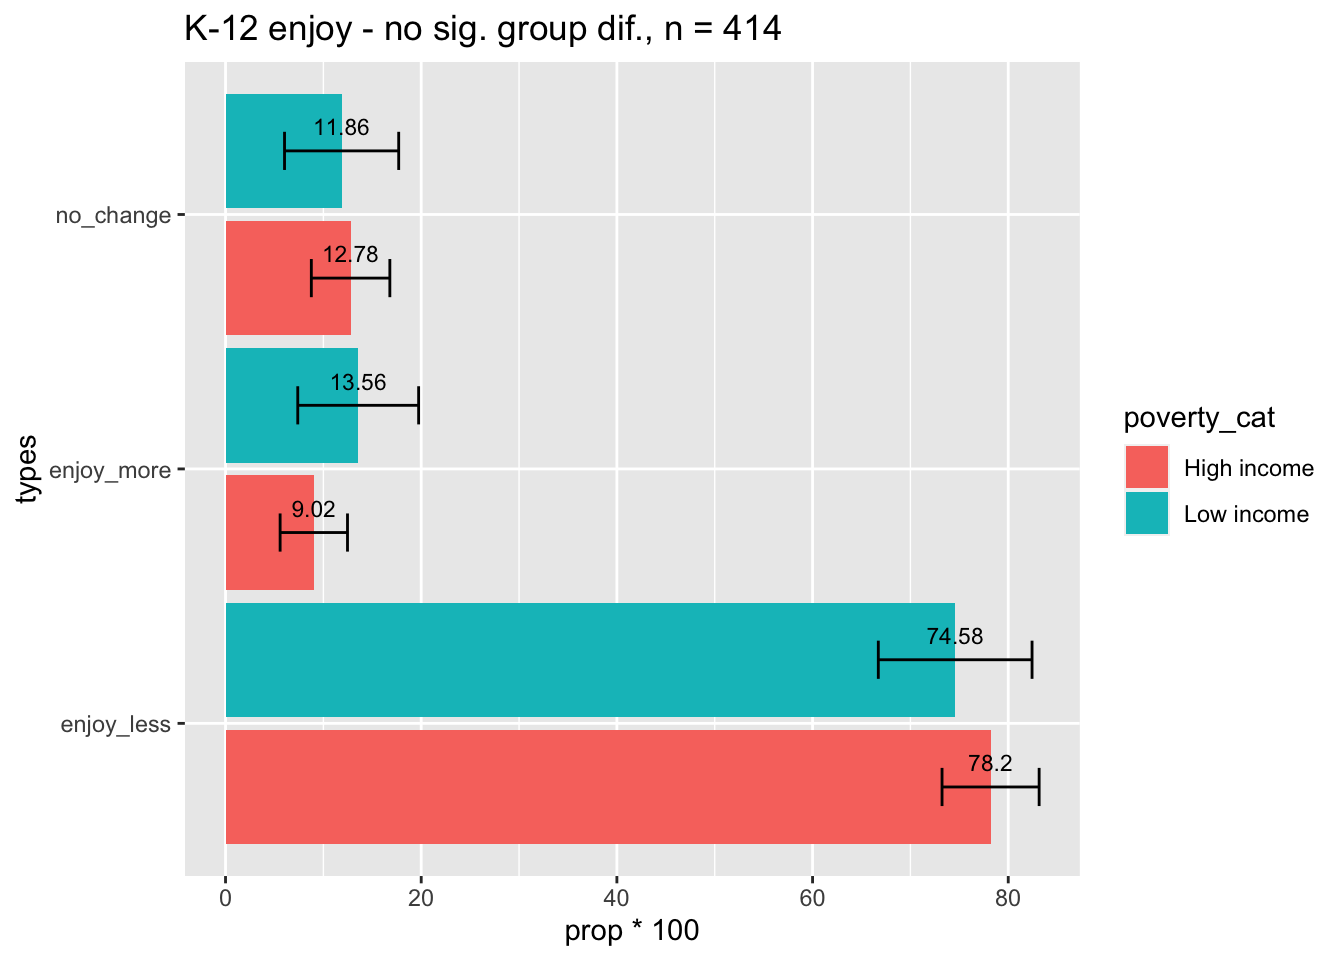 K-12 enjoy - no sig. group dif., n = 414
11.86
no_change
12.78
13.56
types
enjoy_more
9.02
74.58
enjoy_less
78.2
0 20 40 60 80
prop * 100
poverty_cat
High income
Low income